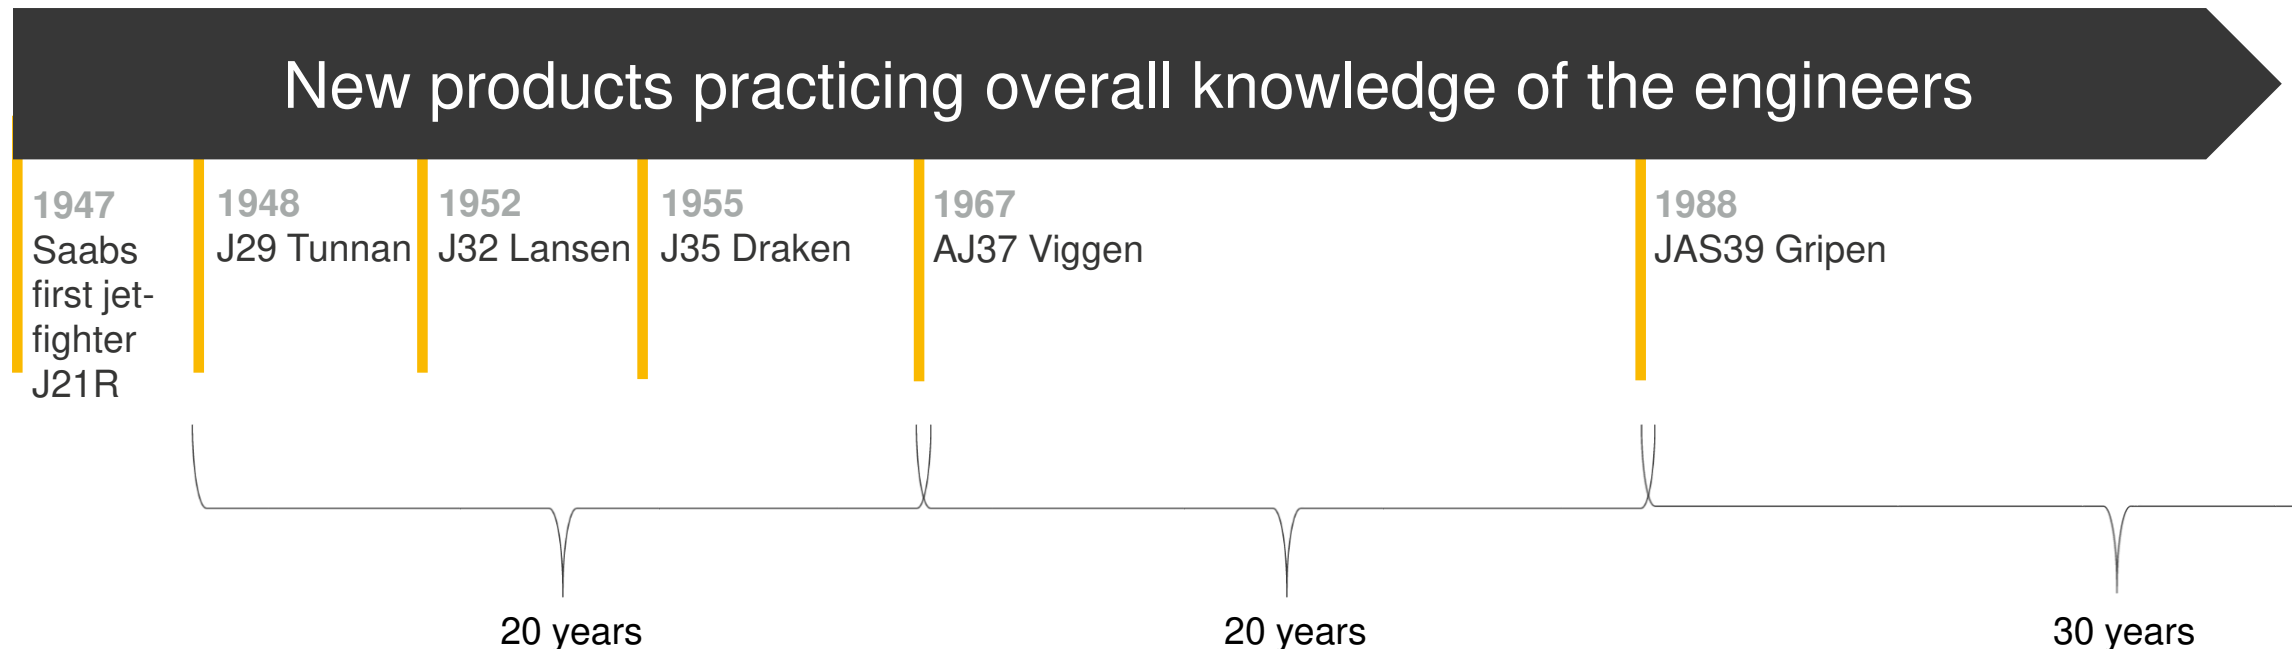 New products practicing overall knowledge of the engineers
1947
Saabs
first jet-
fighter
J21R
1948
J29 Tunnan
1952
J32 Lansen
1955
J35 Draken
1967
AJ37 Viggen
1988
JAS39 Gripen
20 years
20 years
30 years